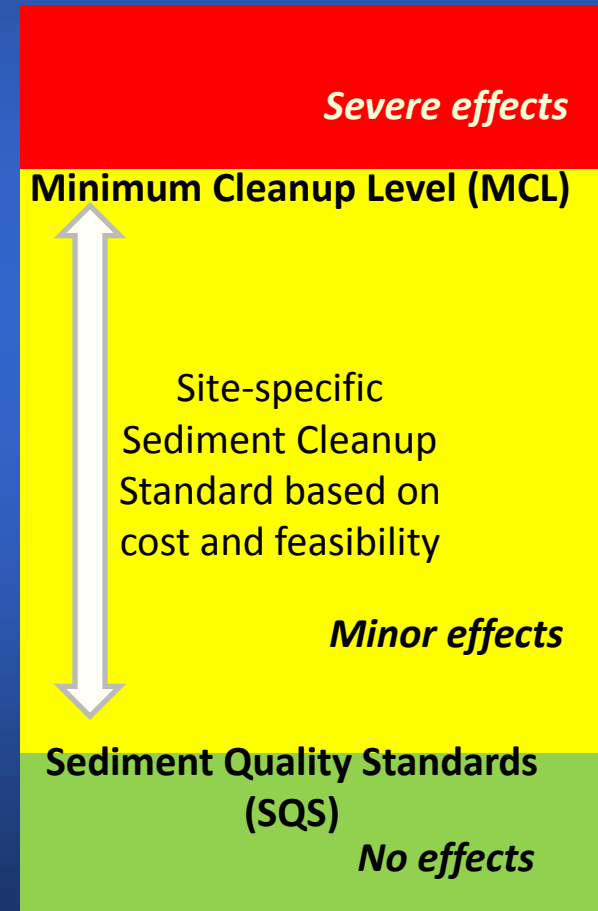 Severe effects
Minimum Cleanup Level (MCL)
Site-specific
Sediment Cleanup
Standard based on
cost and feasibility
Minor effects
Sediment Quality Standards
(SQS)
No effects